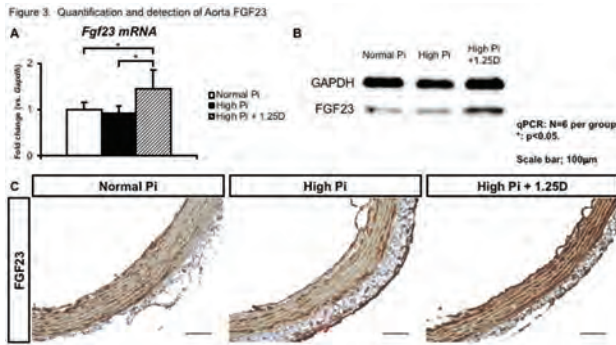 Figure 3. Quantification and detection of Aorta FGF23
A
Fgf23 mRNA
Fold change (vs. Gapdh)
2
1
0
*
*
Normal Pi
High Pi
High Pi + 1.25D
B
Normal Pi
High Pi
High Pi
+1.25D
GAPDH
FGF23
qPCR: N=6 per group
*: p<0.05.
Scale bar; 100μm
C
Normal Pi
High Pi
High Pi + 1.25D
FGF23